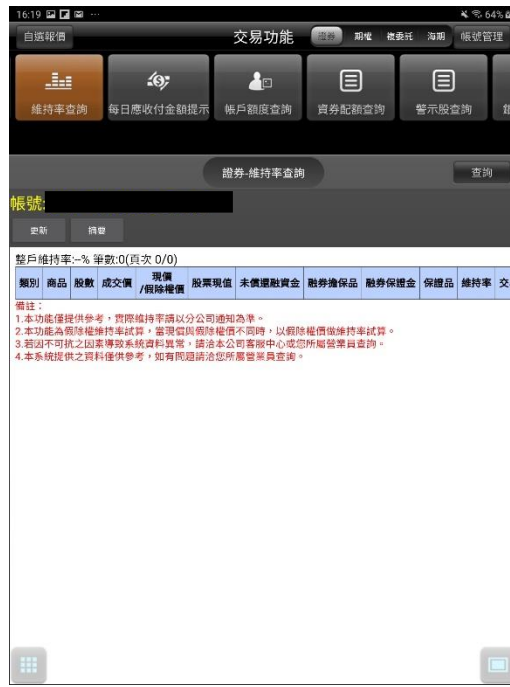 16:19 ··· 64%
自選報價 交易功能 證券 期權 複委託 海期 帳號管理
維持率查詢 每日應收付金額提示 帳戶額度查詢 資券配額查詢 警示股查詢
證券-維持率查詢 查詢
帳號:
更新 摘要
整戶維持率:--% 筆數:0(頁次 0/0)
類別 商品 股數 成交價 現價/假除權價 股票現值 未償還融資金 融券擔保品 融券保證金 保證品 維持率 交
備註：
1.本功能僅提供參考，實際維持率請以分公司通知為準。
2.本功能為假除權維持率試算，當現價與假除權價不同時，以假除權價做維持率試算。
3.若因不可抗之因素導致系統資料異常，請洽本公司客服中心或您所屬營業員查詢。
4.本系統提供之資料僅供參考，如有問題請洽您所屬營業員查詢。